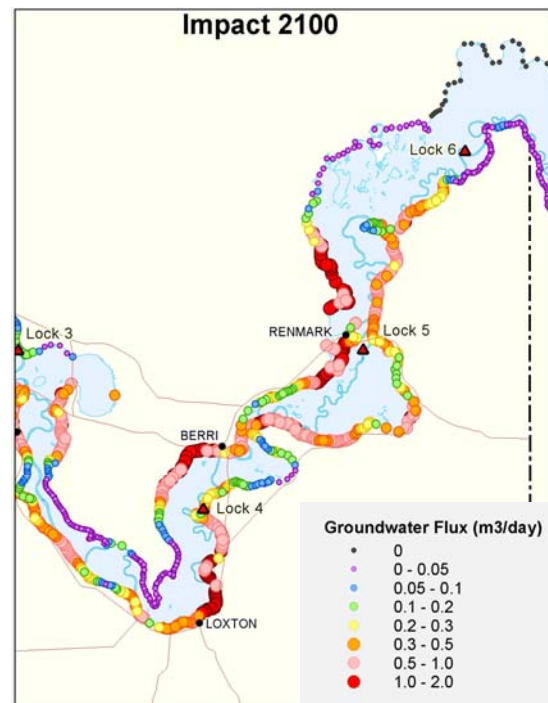 Impact 2100
Lock 6
RENMARK
Lock 5
Lock 3
BERRI
Lock 4
LOXTON
Groundwater Flux (m3/day)
0
0 - 0.05
0.05 - 0.1
0.1 - 0.2
0.2 - 0.3
0.3 - 0.5
0.5 - 1.0
1.0 - 2.0